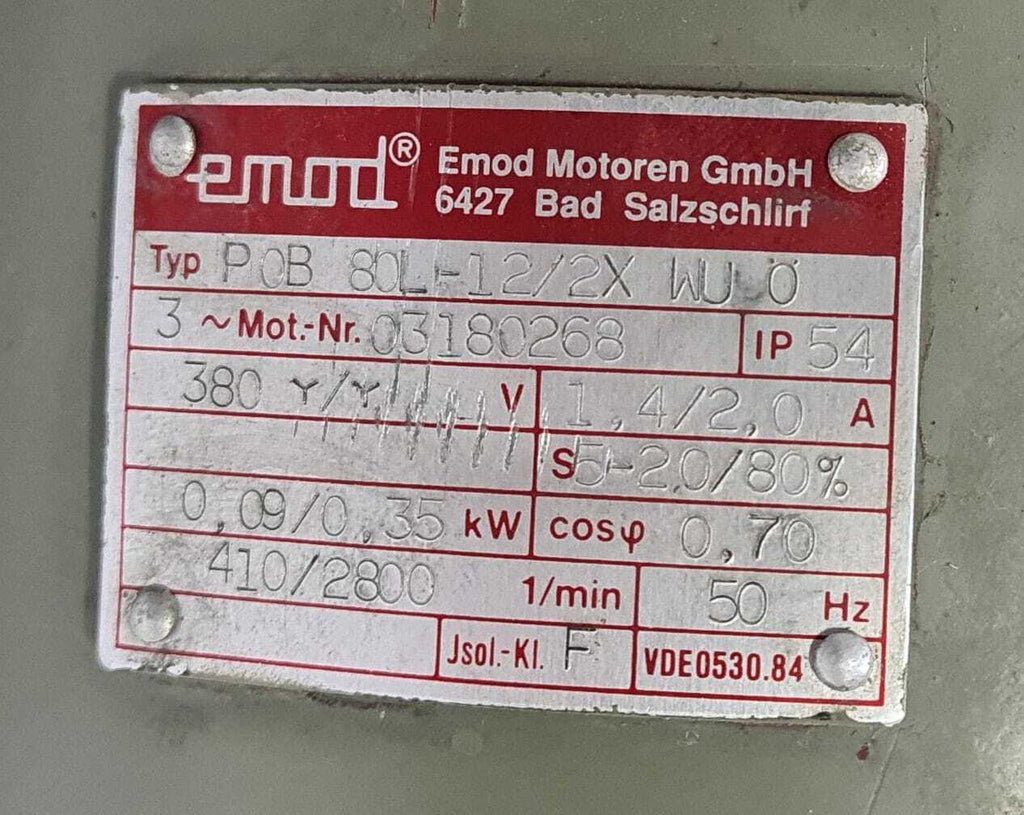 emod® Emod Motoren GmbH
6427 Bad Salzschlirf
Typ POB 80L-12/2X WU O
3 ~ Mot.-Nr. 03180268 IP 54
380 Y/Y V 1,4/2,0 A
S5-20/80%
0,09/0,35 kW cosφ 0,70
410/2800 1/min 50 Hz
Jsol.-Kl. F VDE0530.84